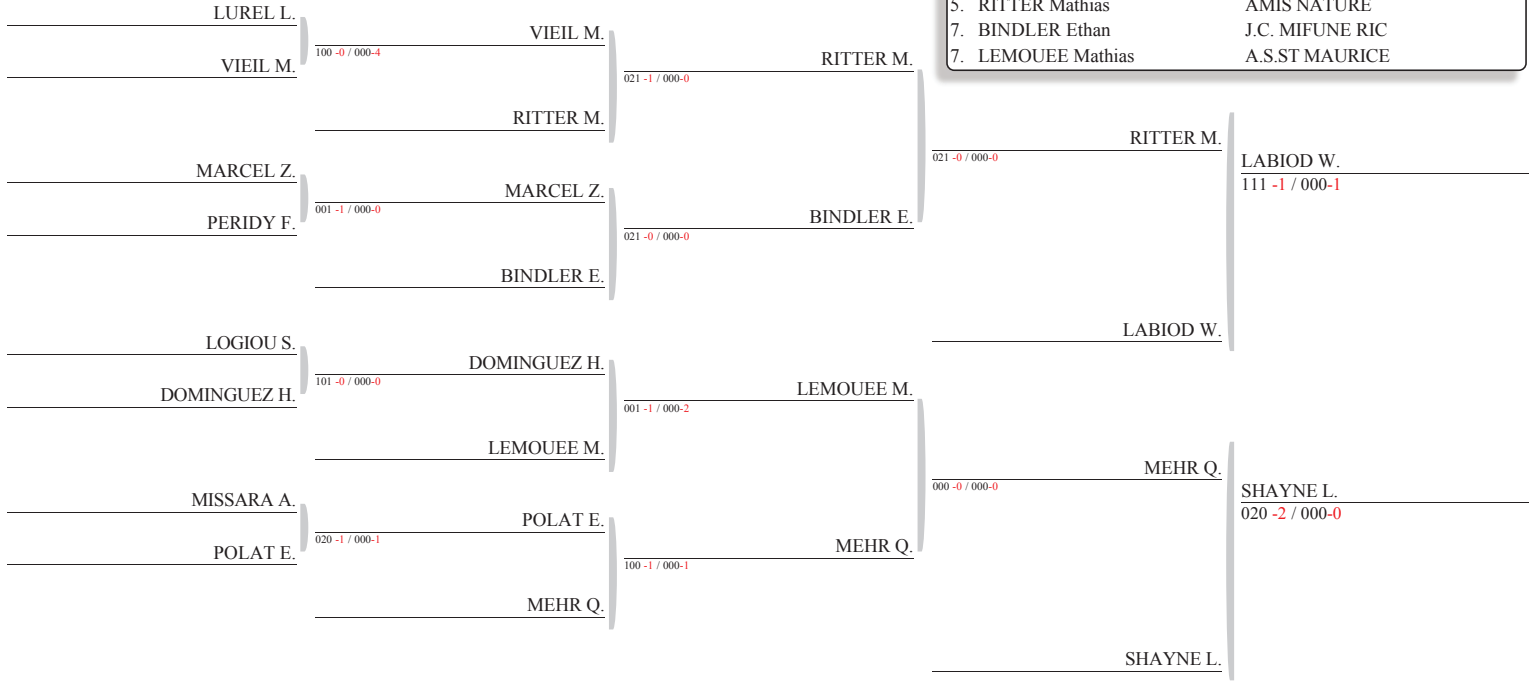 LUREL L.
VIEIL M.
MARCEL Z.
PERIDY F.
LOGIOU S.
DOMINGUEZ H.
MISSARA A.
POLAT E.
VIEIL M.
100 -0 / 000-4
RITTER M.
MARCEL Z.
001 -1 / 000-0
BINDLER E.
DOMINGUEZ H.
101 -0 / 000-0
LEMOUEE M.
POLAT E.
020 -1 / 000-1
MEHR Q.
RITTER M.
021 -1 / 000-0
BINDLER E.
021 -0 / 000-0
LEMOUEE M.
001 -1 / 000-2
MEHR Q.
100 -1 / 000-1
5. RITTER Mathias AMIS NATURE
7. BINDLER Ethan J.C. MIFUNE RIC
7. LEMOUEE Mathias A.S.ST MAURICE
RITTER M.
021 -0 / 000-0
LABIOD W.
MEHR Q.
000 -0 / 000-0
SHAYNE L.
LABIOD W.
111 -1 / 000-1
SHAYNE L.
020 -2 / 000-0